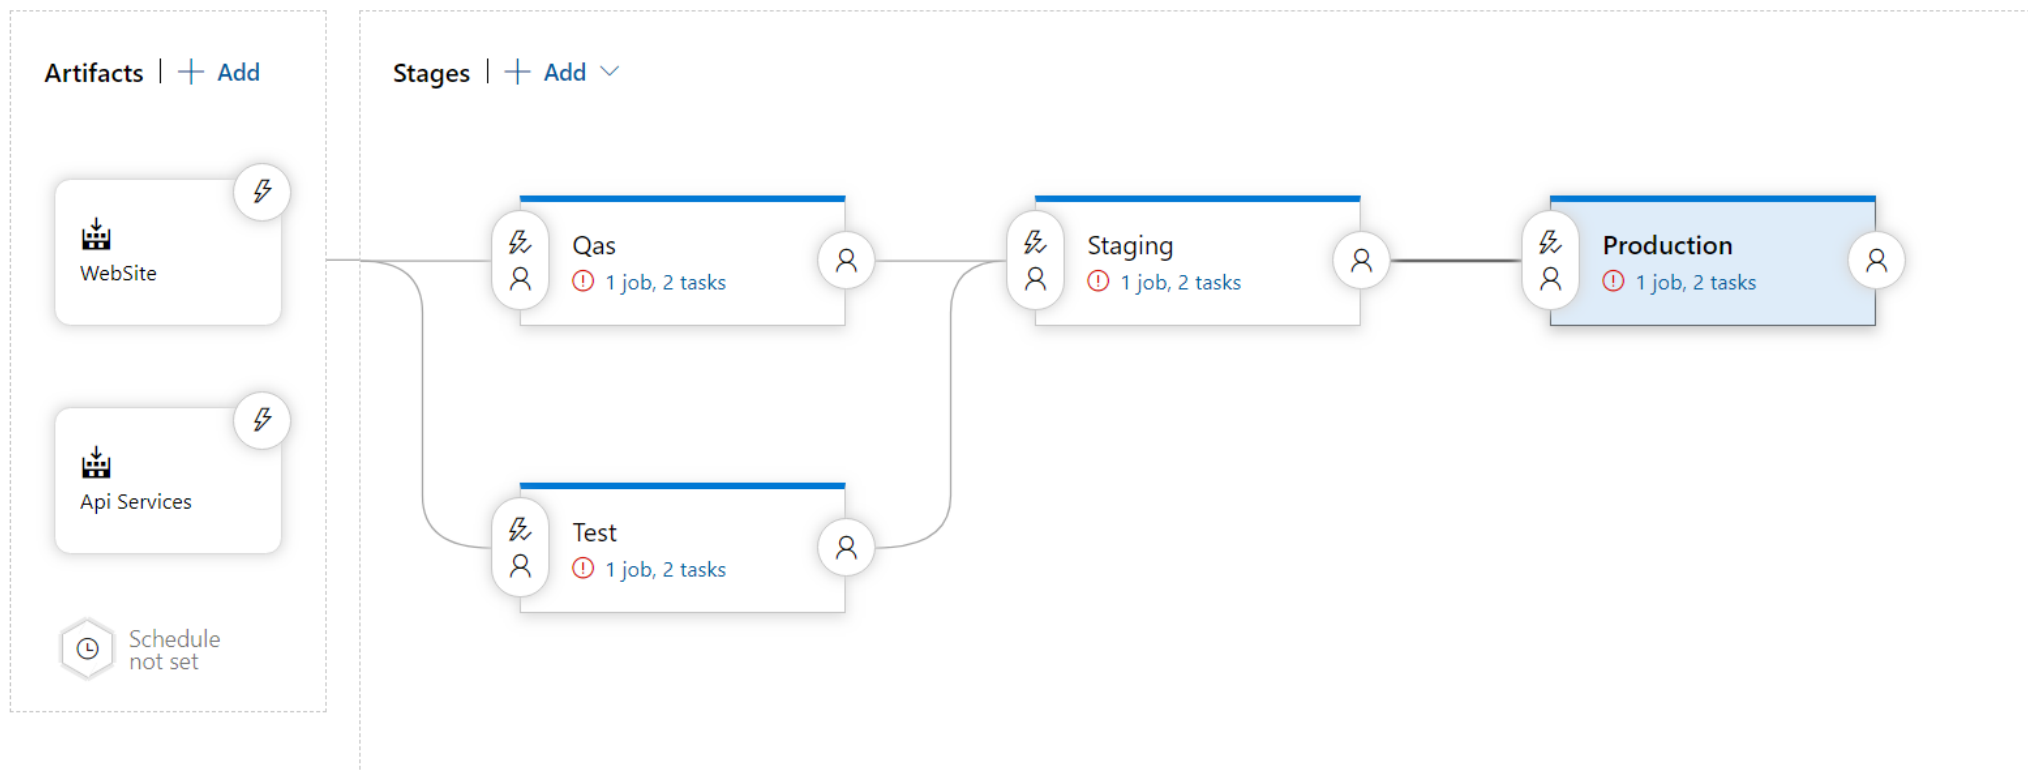 Artifacts | + Add
Stages | + Add
WebSite
Api Services
Schedule
not set
Qas
1 job, 2 tasks
Test
1 job, 2 tasks
Staging
1 job, 2 tasks
Production
1 job, 2 tasks